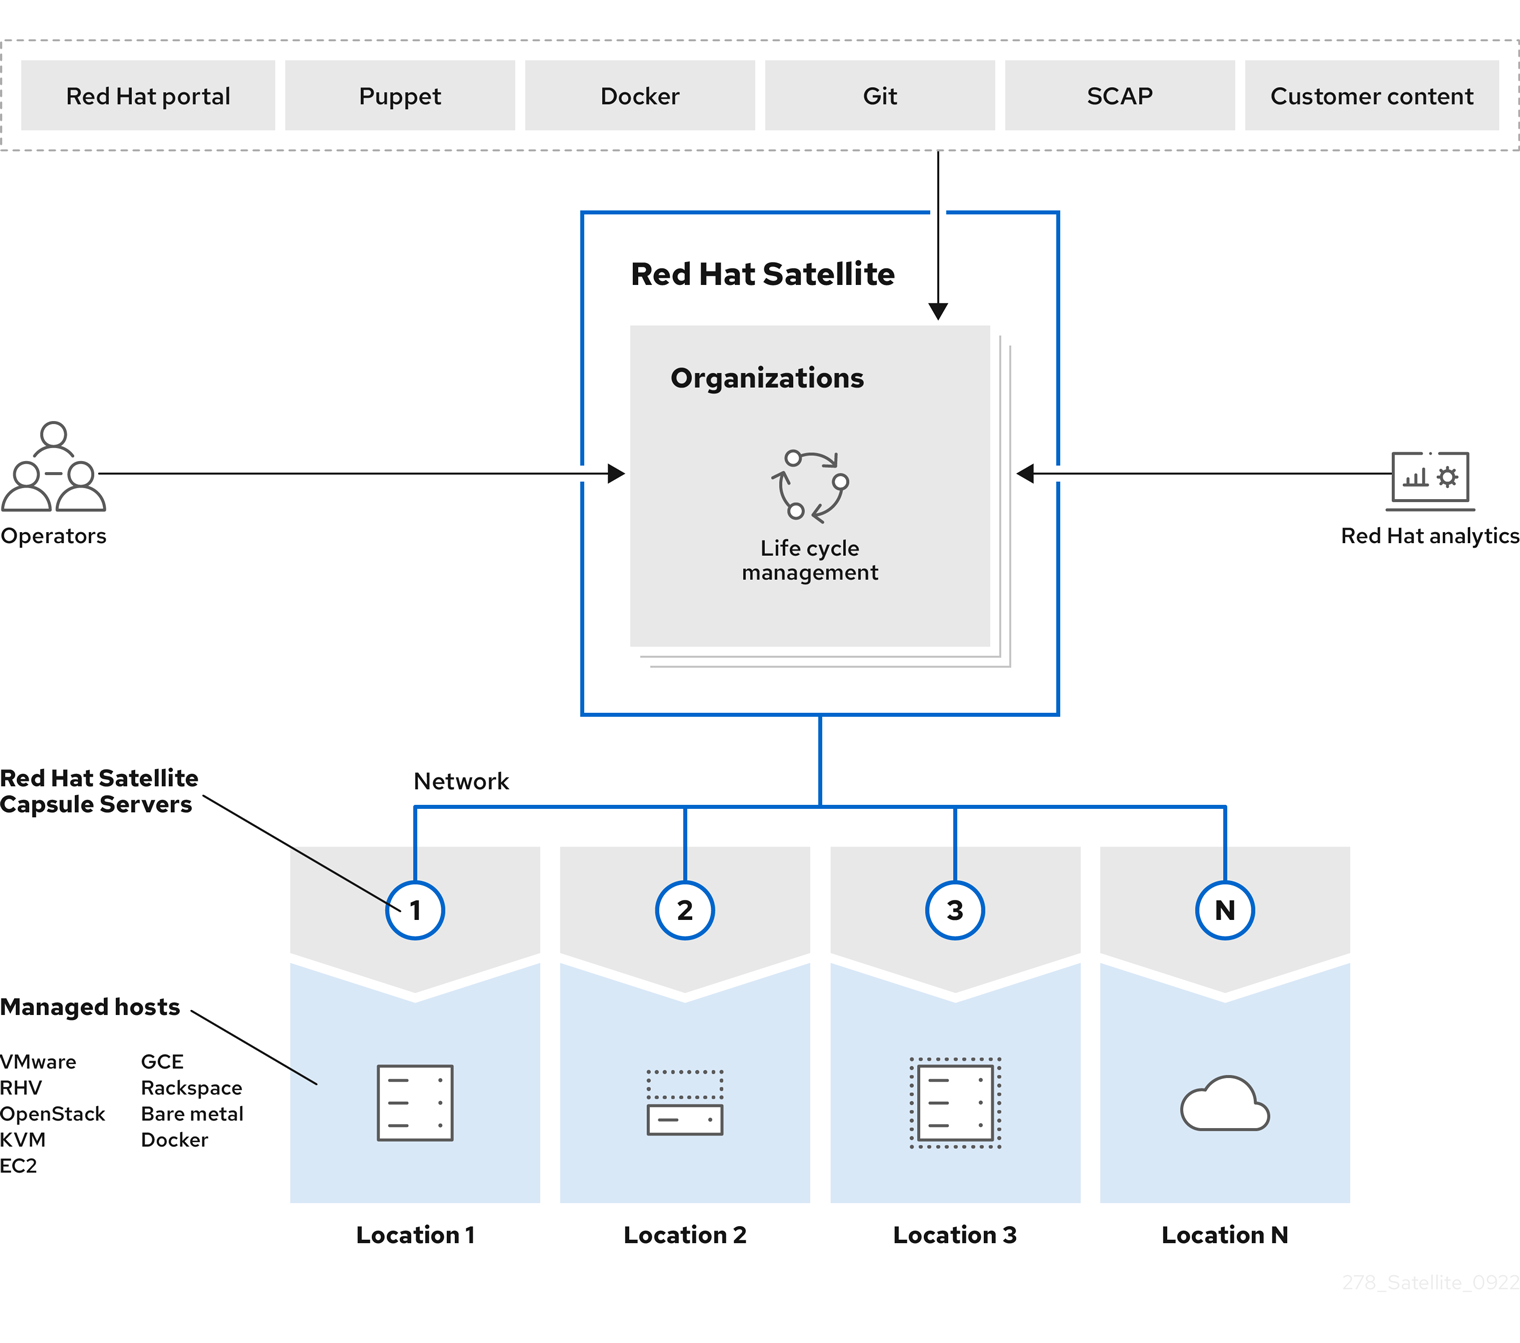 Red Hat portal
Puppet
Docker
Git
SCAP
Customer content
Red Hat Satellite
Organizations
Life cycle
management
Operators
Red Hat analytics
Red Hat Satellite
Capsule Servers
Network
1
2
3
N
Managed hosts
VMware
RHV
OpenStack
KVM
EC2
GCE
Rackspace
Bare metal
Docker
Location 1
Location 2
Location 3
Location N
278_Satellite_0922